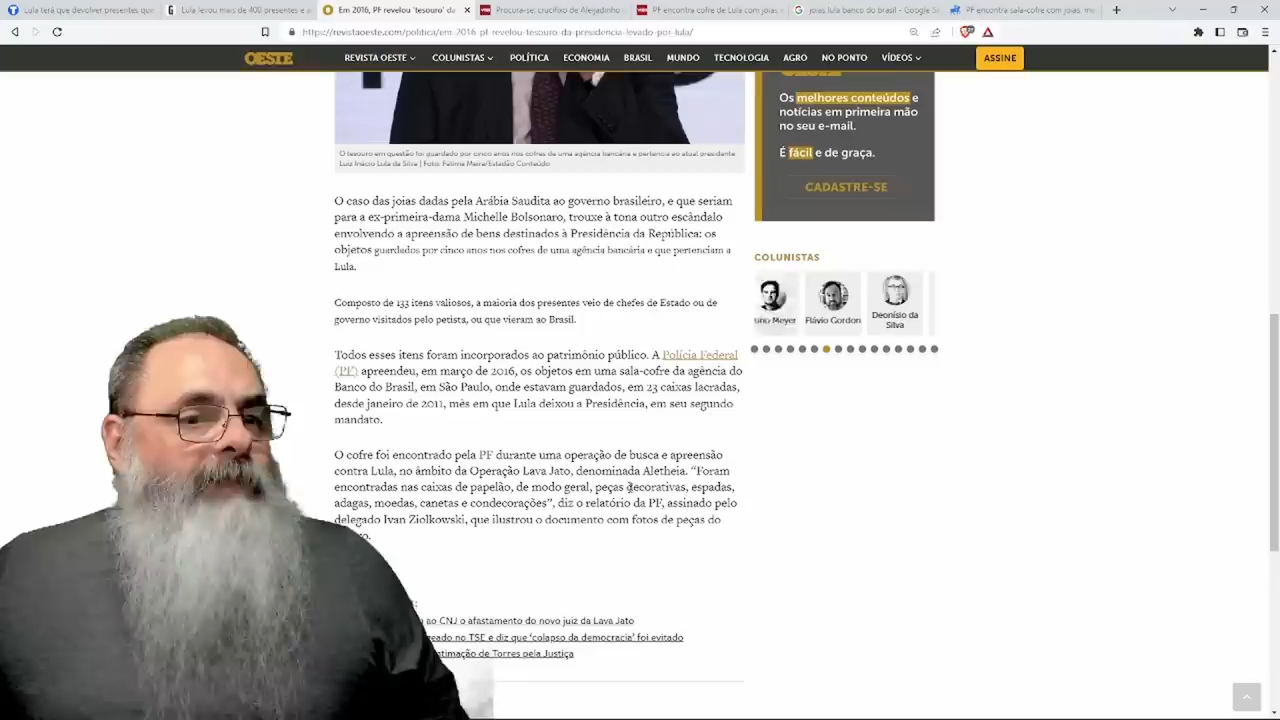 Lula terá que devolver presentes que
Lula levou mais de 400 presentes e a
Em 2016, PF revelou 'tesouro' da
Procura-se: crucifixo de Aleijadinho
PF encontra cofre de Lula com joias e
joias lula banco do brasil - Google S
PF encontra sala-cofre com joias, mo
https://revistaoeste.com/politica/em-2016-pf-revelou-tesouro-da-presidencia-levado-por-lula/
OESTE
REVISTA OESTE
COLUNISTAS
POLÍTICA
ECONOMIA
BRASIL
MUNDO
TECNOLOGIA
AGRO
NO PONTO
VÍDEOS
ASSINE
O tesouro em questão foi guardado por cinco anos nos cofres de uma agência bancária e pertencia ao atual presidente
Luiz Inácio Lula da Silva | Foto: Fátima Meira/Estadão Conteúdo
O caso das joias dadas pela Arábia Saudita ao governo brasileiro, e que seriam
para a ex-primeira-dama Michelle Bolsonaro, trouxe à tona outro escândalo
envolvendo a apreensão de bens destinados à Presidência da República: os
objetos guardados por cinco anos nos cofres de uma agência bancária e que pertenciam a
Lula.
Composto de 133 itens valiosos, a maioria dos presentes veio de chefes de Estado ou de
governo visitados pelo petista, ou que vieram ao Brasil.
Todos esses itens foram incorporados ao patrimônio público. A Polícia Federal
(PF) apreendeu, em março de 2016, os objetos em uma sala-cofre da agência do
Banco do Brasil, em São Paulo, onde estavam guardados, em 23 caixas lacradas,
desde janeiro de 2011, mês em que Lula deixou a Presidência, em seu segundo
mandato.
O cofre foi encontrado pela PF durante uma operação de busca e apreensão
contra Lula, no âmbito da Operação Lava Jato, denominada Aletheia. “Foram
encontradas nas caixas de papelão, de modo geral, peças decorativas, espadas,
adagas, moedas, canetas e condecorações”, diz o relatório da PF, assinado pelo
delegado Ivan Ziolkowski, que ilustrou o documento com fotos de peças do
ao CNJ o afastamento do novo juiz da Lava Jato
no TSE e diz que ‘colapso da democracia’ foi evitado
de Torres pela Justiça
Os melhores conteúdos e
notícias em primeira mão
no seu e-mail.
É fácil e de graça.
CADASTRE-SE
COLUNISTAS
Meyer
Flávio Gordon
Deonísio da
Silva